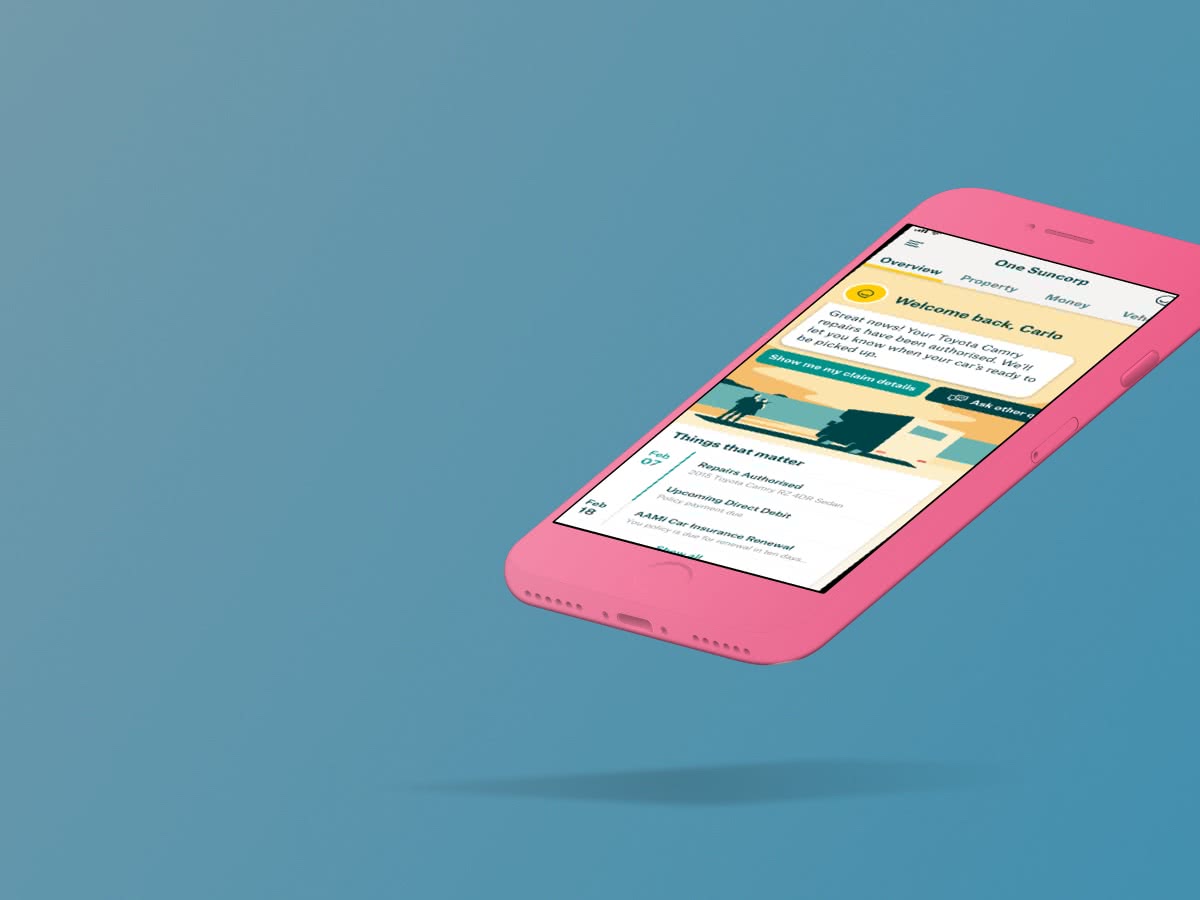 One Suncorp
Overview Property Money
Welcome back, Carlo
Great news! Your Toyota Camry
repairs have been authorised. We'll
let you know when your car's ready to
be picked up.
Show me my claim details
Ask other
Things that matter
Feb
07
Repairs Authorised
2015 Toyota Camry RZ 4DR Sedan
Upcoming Direct Debit
Policy payment due
Feb
18
AAMI Car Insurance Renewal
You policy is due for renewal in ten days...
Show all